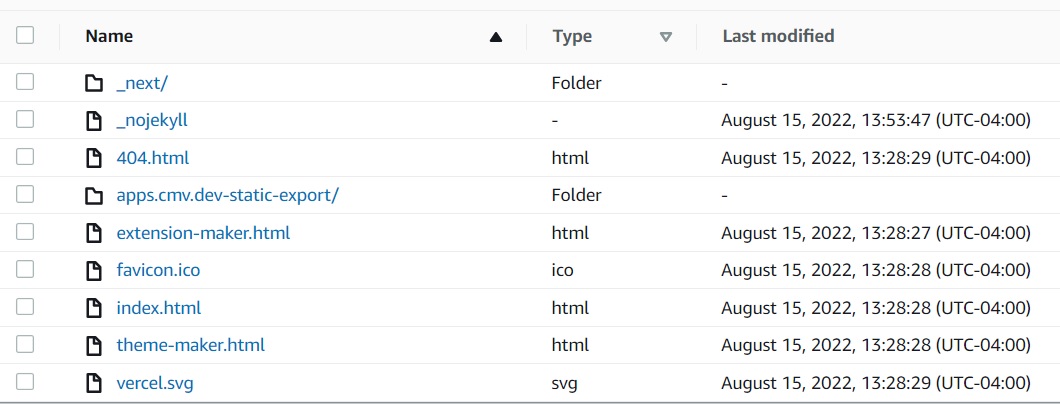 Name Type Last modified
_next/ Folder -
_nojekyll - August 15, 2022, 13:53:47 (UTC-04:00)
404.html html August 15, 2022, 13:28:29 (UTC-04:00)
apps.cmv.dev-static-export/ Folder -
extension-maker.html html August 15, 2022, 13:28:27 (UTC-04:00)
favicon.ico ico August 15, 2022, 13:28:28 (UTC-04:00)
index.html html August 15, 2022, 13:28:28 (UTC-04:00)
theme-maker.html html August 15, 2022, 13:28:28 (UTC-04:00)
vercel.svg svg August 15, 2022, 13:28:29 (UTC-04:00)